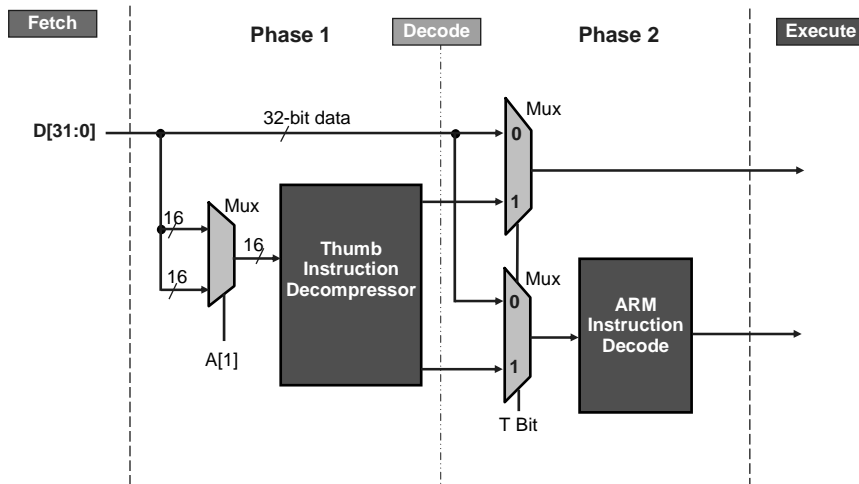 Fetch
Phase 1
Decode
Phase 2
Execute
D[31:0]
32-bit data
Mux
0
1
Mux
16
16
16
Thumb
Instruction
Decompressor
A[1]
Mux
0
1
T Bit
ARM
Instruction
Decode